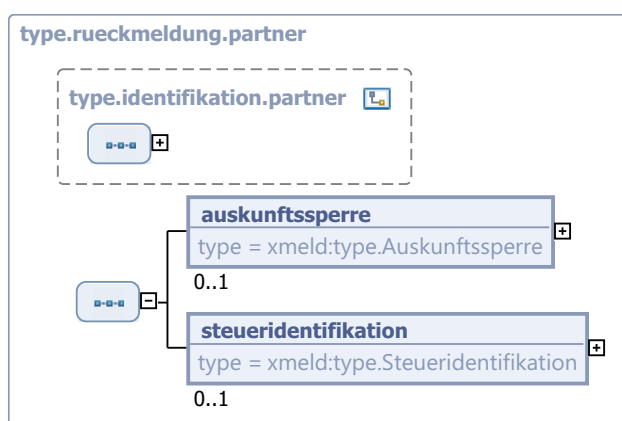 type.rueckmeldung.partner
type.identifikation.partner
auskunftssperre
type = xmeld:type.Auskunftssperre
0..1
steueridentifikation
type = xmeld:type.Steueridentifikation
0..1